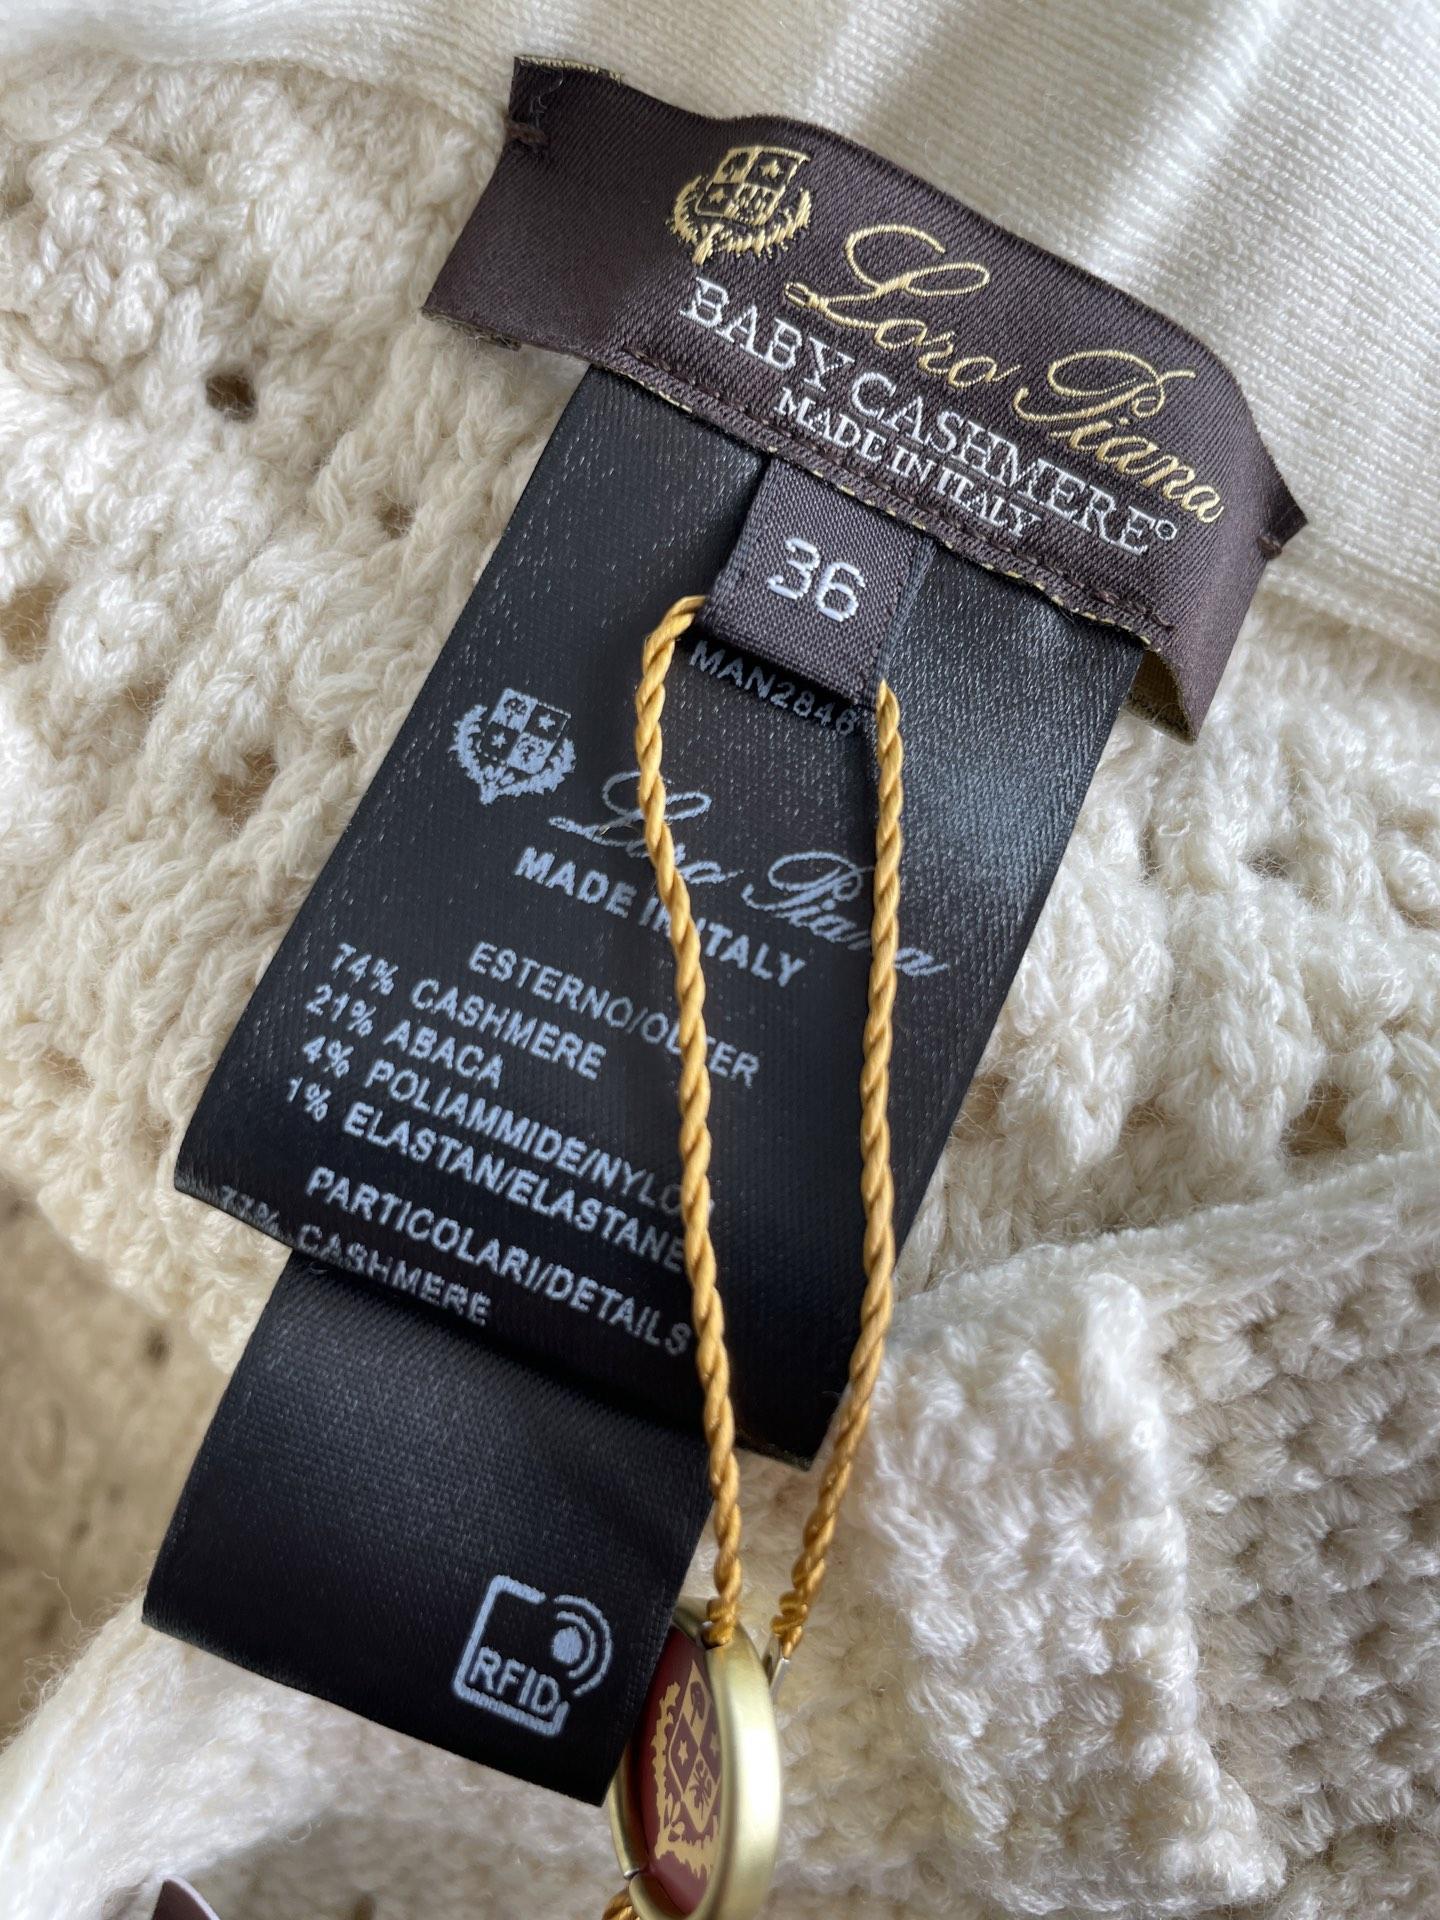 Loro Piana
BABY CASHMERE°
MADE IN ITALY
36
MAN2846
Loro Piana
MADE IN ITALY
ESTERNO/OUTER
74% CASHMERE
21% ABACA
4% POLIAMMIDE/NYLON
1% ELASTAN/ELASTANE
PARTICOLARI/DETAILS
CASHMERE
RFID